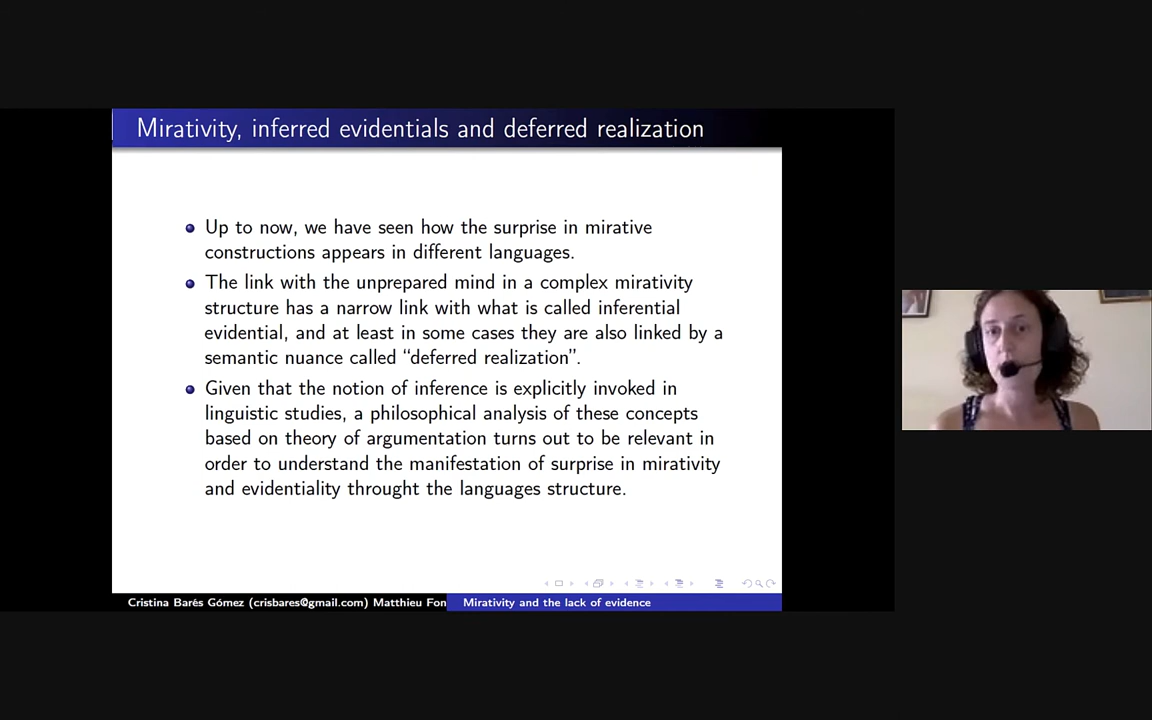 Mirativity, inferred evidentials and deferred realization
Up to now, we have seen how the surprise in mirative
constructions appears in different languages.
The link with the unprepared mind in a complex mirativity
structure has a narrow link with what is called inferential
evidential, and at least in some cases they are also linked by a
semantic nuance called “deferred realization”.
Given that the notion of inference is explicitly invoked in
linguistic studies, a philosophical analysis of these concepts
based on theory of argumentation turns out to be relevant in
order to understand the manifestation of surprise in mirativity
and evidentiality throught the languages structure.
Cristina Barés Gómez (crisbares@gmail.com) Matthieu Fon
Mirativity and the lack of evidence